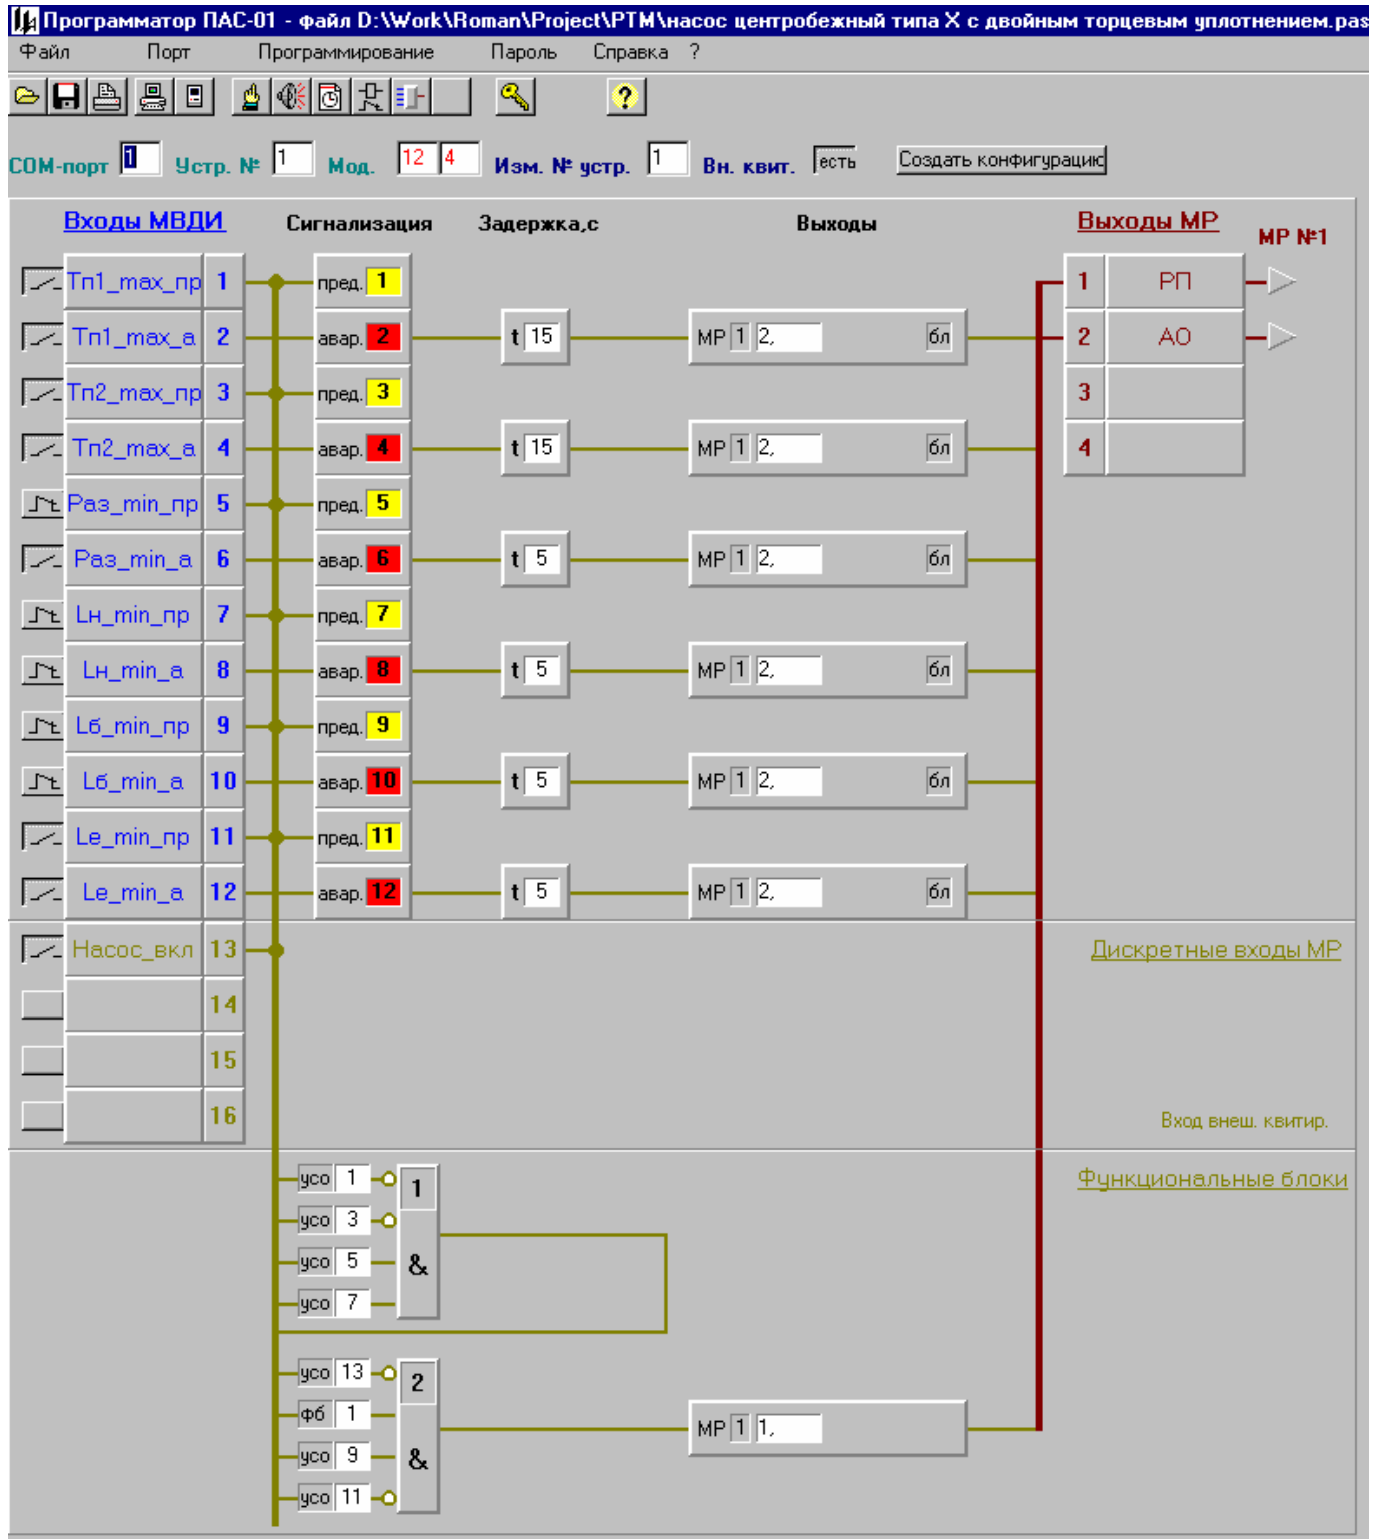 Программатор ПАС-01 - файл D:\Work\Roman\Project\РТМ\насос центробежный типа Х с двойным торцевым уплотнением.pas
Файл Порт Программирование Пароль Справка ?
COM-порт 1 Устр. № 1 Мод. 12 4 Изм. № устр. 1 Вн. квит. есть Создать конфигурацию
Входы МВДИ Сигнализация Задержка,с Выходы Выходы МР МР №1
Тп1_max_пр 1 пред. 1 1 РП
Тп1_max_а 2 авар. 2 t 15 МР 1 2, бл 2 АО
Тп2_max_пр 3 пред. 3 3
Тп2_max_а 4 авар. 4 t 15 МР 1 2, бл 4
Раз_min_пр 5 пред. 5
Раз_min_а 6 авар. 6 t 5 МР 1 2, бл
Lн_min_пр 7 пред. 7
Lн_min_а 8 авар. 8 t 5 МР 1 2, бл
Lб_min_пр 9 пред. 9
Lб_min_а 10 авар. 10 t 5 МР 1 2, бл
Le_min_пр 11 пред. 11
Le_min_а 12 авар. 12 t 5 МР 1 2, бл
Насос_вкл 13 Дискретные входы МР
14
15
16 Вход внеш. квитир.
усо 1 1 Функциональные блоки
усо 3
усо 5 &
усо 7
усо 13 2
фб 1 МР 1 1,
усо 9 &
усо 11